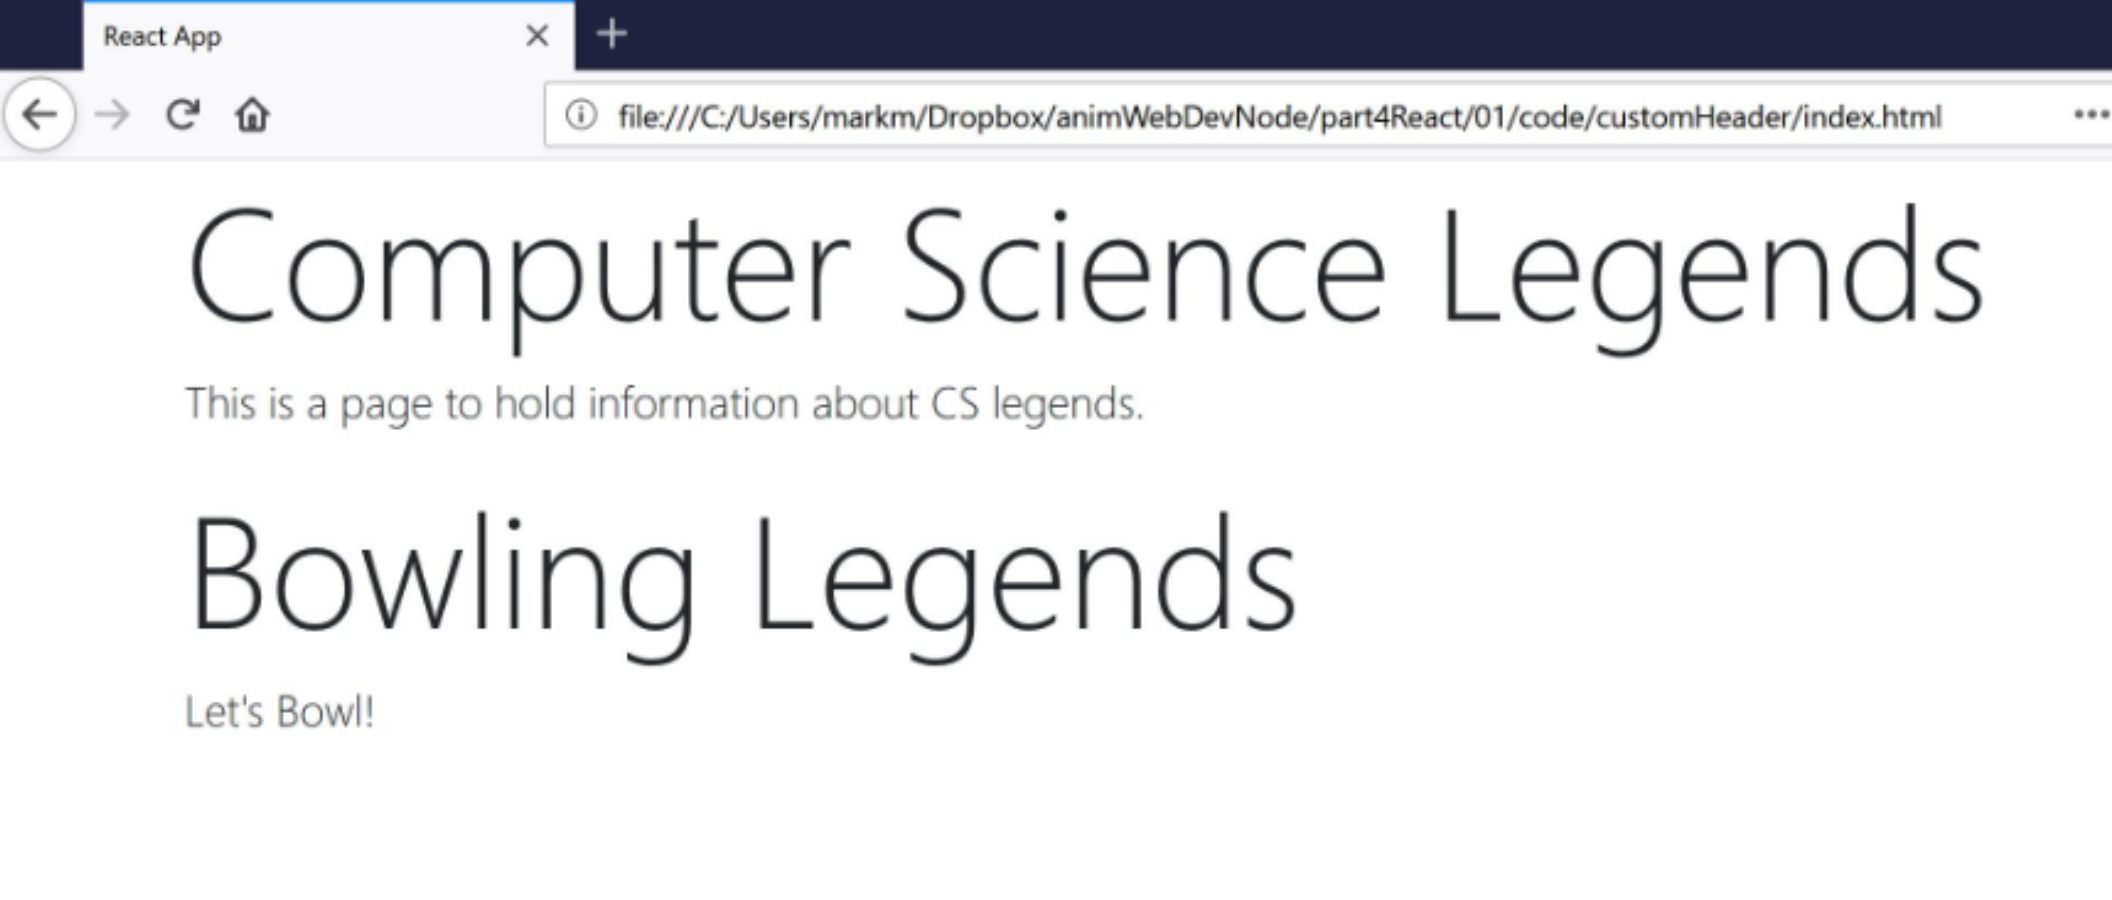 React App
file:///C:/Users/markm/Dropbox/animWebDevNode/part4React/01/code/customHeader/index.html
Computer Science Legends
This is a page to hold information about CS legends.
Bowling Legends
Let's Bowl!